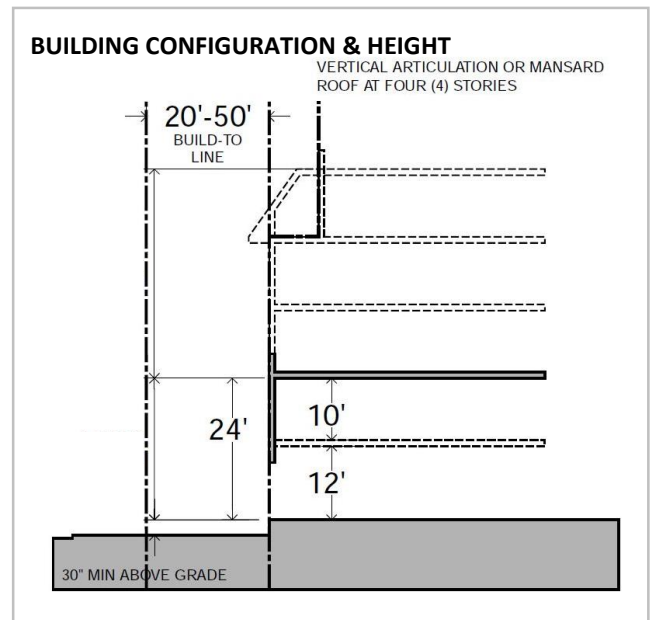 BUILDING CONFIGURATION & HEIGHT
VERTICAL ARTICULATION OR MANSARD
ROOF AT FOUR (4) STORIES
20'-50'
BUILD-TO
LINE
24'
10'
12'
30" MIN ABOVE GRADE